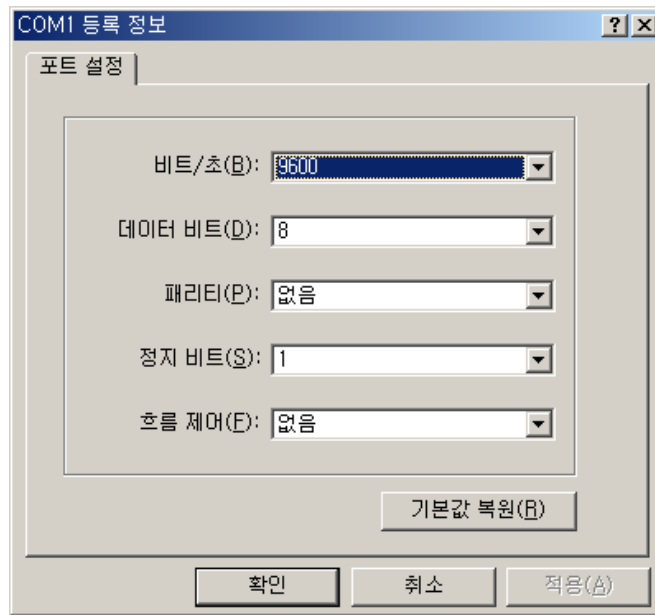 COM1 등록 정보
포트 설정
비트/초(B): 9600
데이터 비트(D): 8
패리티(P): 없음
정지 비트(S): 1
흐름 제어(F): 없음
기본값 복원(R)
확인 취소 적용(A)